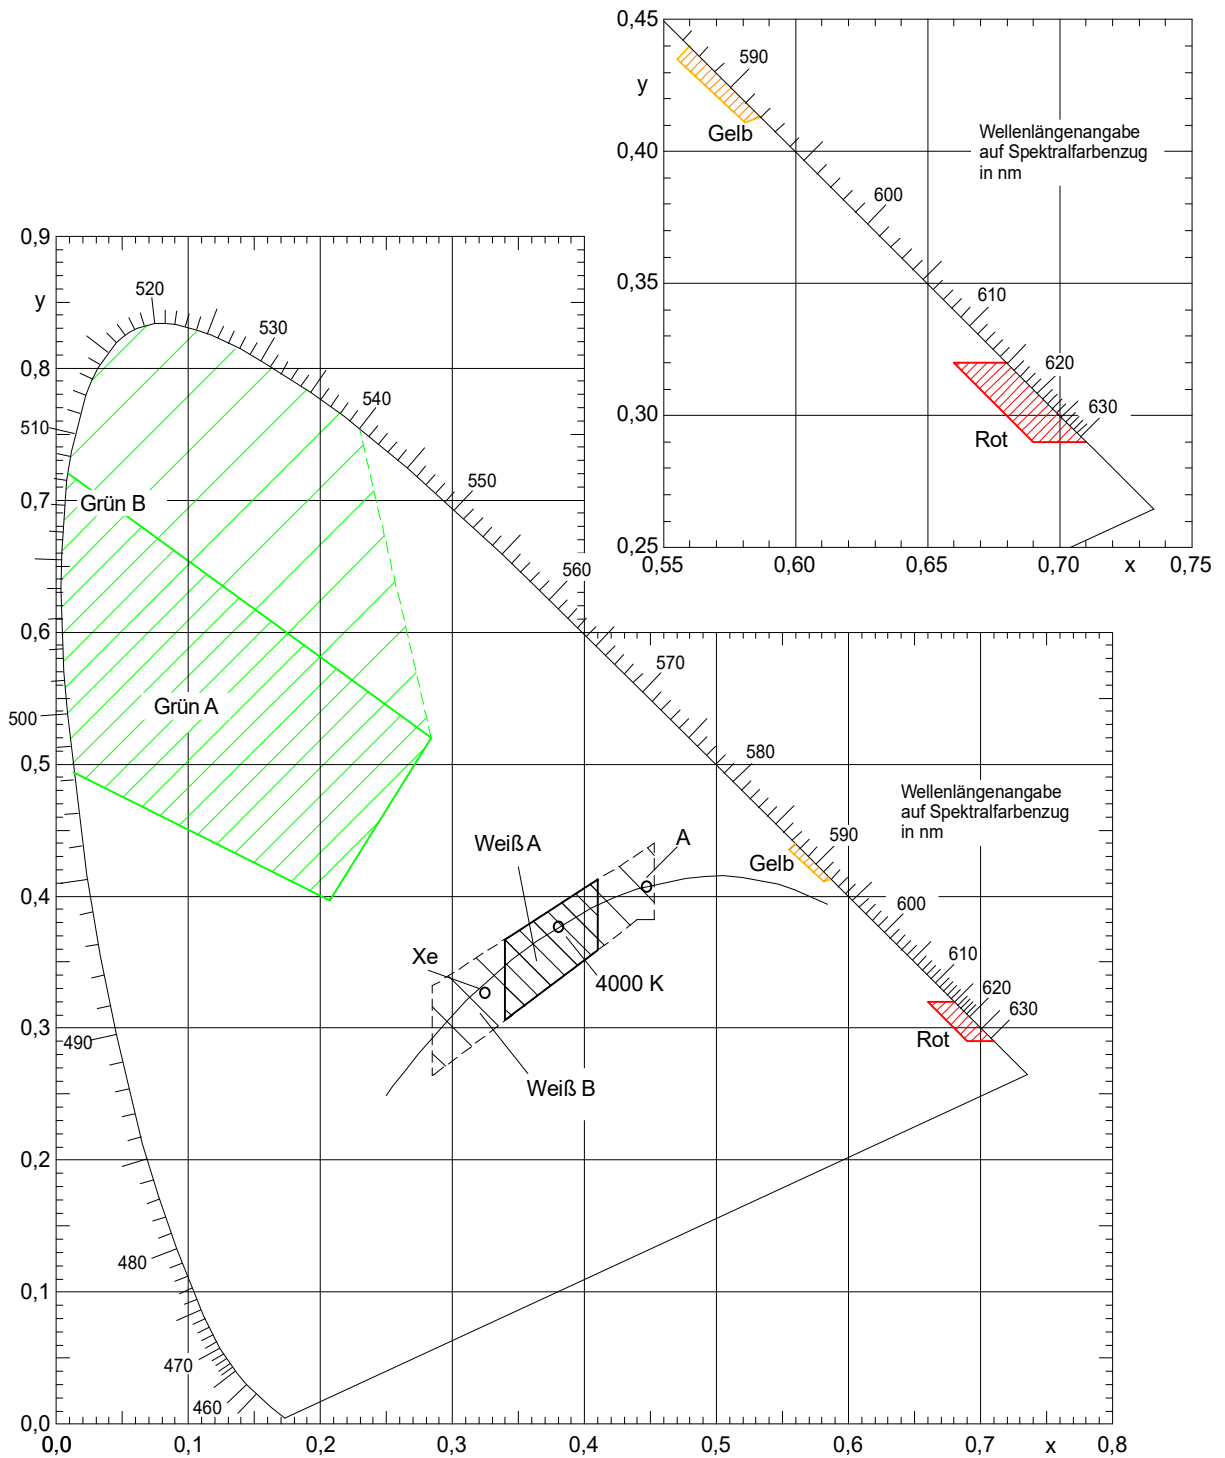 0,45
y
590
Gelb
Wellenlängenangabe
auf Spektralfarbenzug
in nm
0,40
600
0,35
610
620
0,30
630
Rot
0,25
0,55
0,60
0,65
0,70
x
0,75
0,9
y
520
530
0,8
540
510
550
0,7
Grün B
560
0,6
570
Grün A
500
580
0,5
Wellenlängenangabe
auf Spektralfarbenzug
in nm
590
Weiß A
A
Gelb
0,4
600
Xe
610
4000 K
620
630
0,3
490
Rot
Weiß B
0,2
480
0,1
470
460
0,0
0,0
0,1
0,2
0,3
0,4
0,5
0,6
0,7
x
0,8